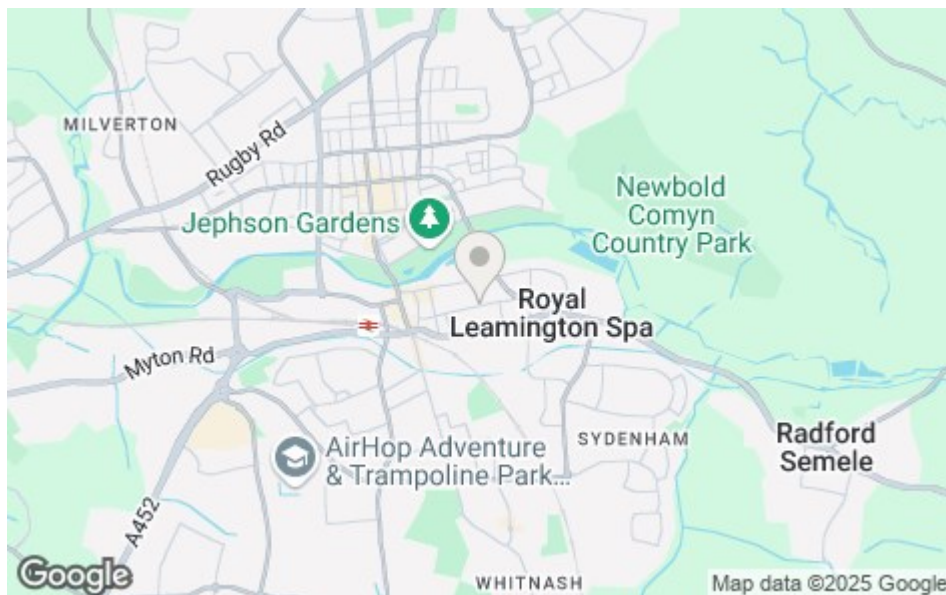 MILVERTON
Rugby Rd
Newbold
Comyn
Country Park
Jephson Gardens
Royal
Leamington Spa
Myton Rd
SYDENHAM
Radford
Semele
AirHop Adventure
& Trampoline Park...
A452
WHITNASH
Google
Map data ©2025 Google